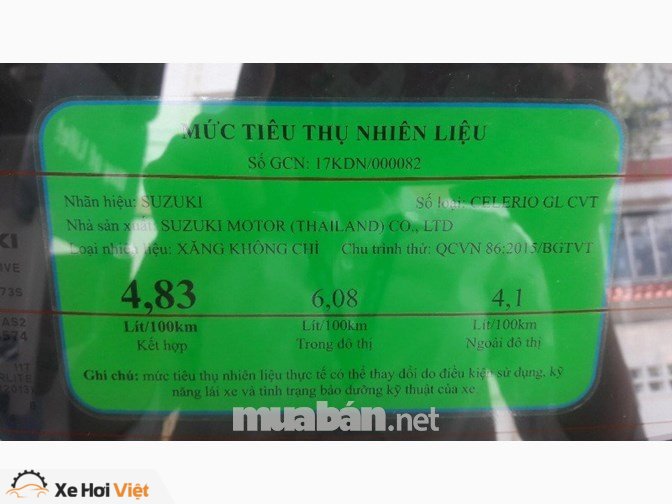 MỨC TIÊU THỤ NHIÊN LIỆU
Số GCN: 17KDN/000082
Nhãn hiệu: SUZUKI Số loại: CELERIO GL CVT
Nhà sản xuất: SUZUKI MOTOR (THAILAND) CO., LTD
Loại nhiên liệu: XĂNG KHÔNG CHÌ Chu trình thử: QCVN 86:2015/BGTVT
4,83 6,08 4,1
Lít/100km Lít/100km Lít/100km
Kết hợp Trong đô thị Ngoài đô thị
Ghi chú: mức tiêu thụ nhiên liệu thực tế có thể thay đổi do điều kiện sử dụng, kỹ
năng lái xe và tình trạng bảo dưỡng kỹ thuật của xe.
muabán.net
Xe Hơi Việt